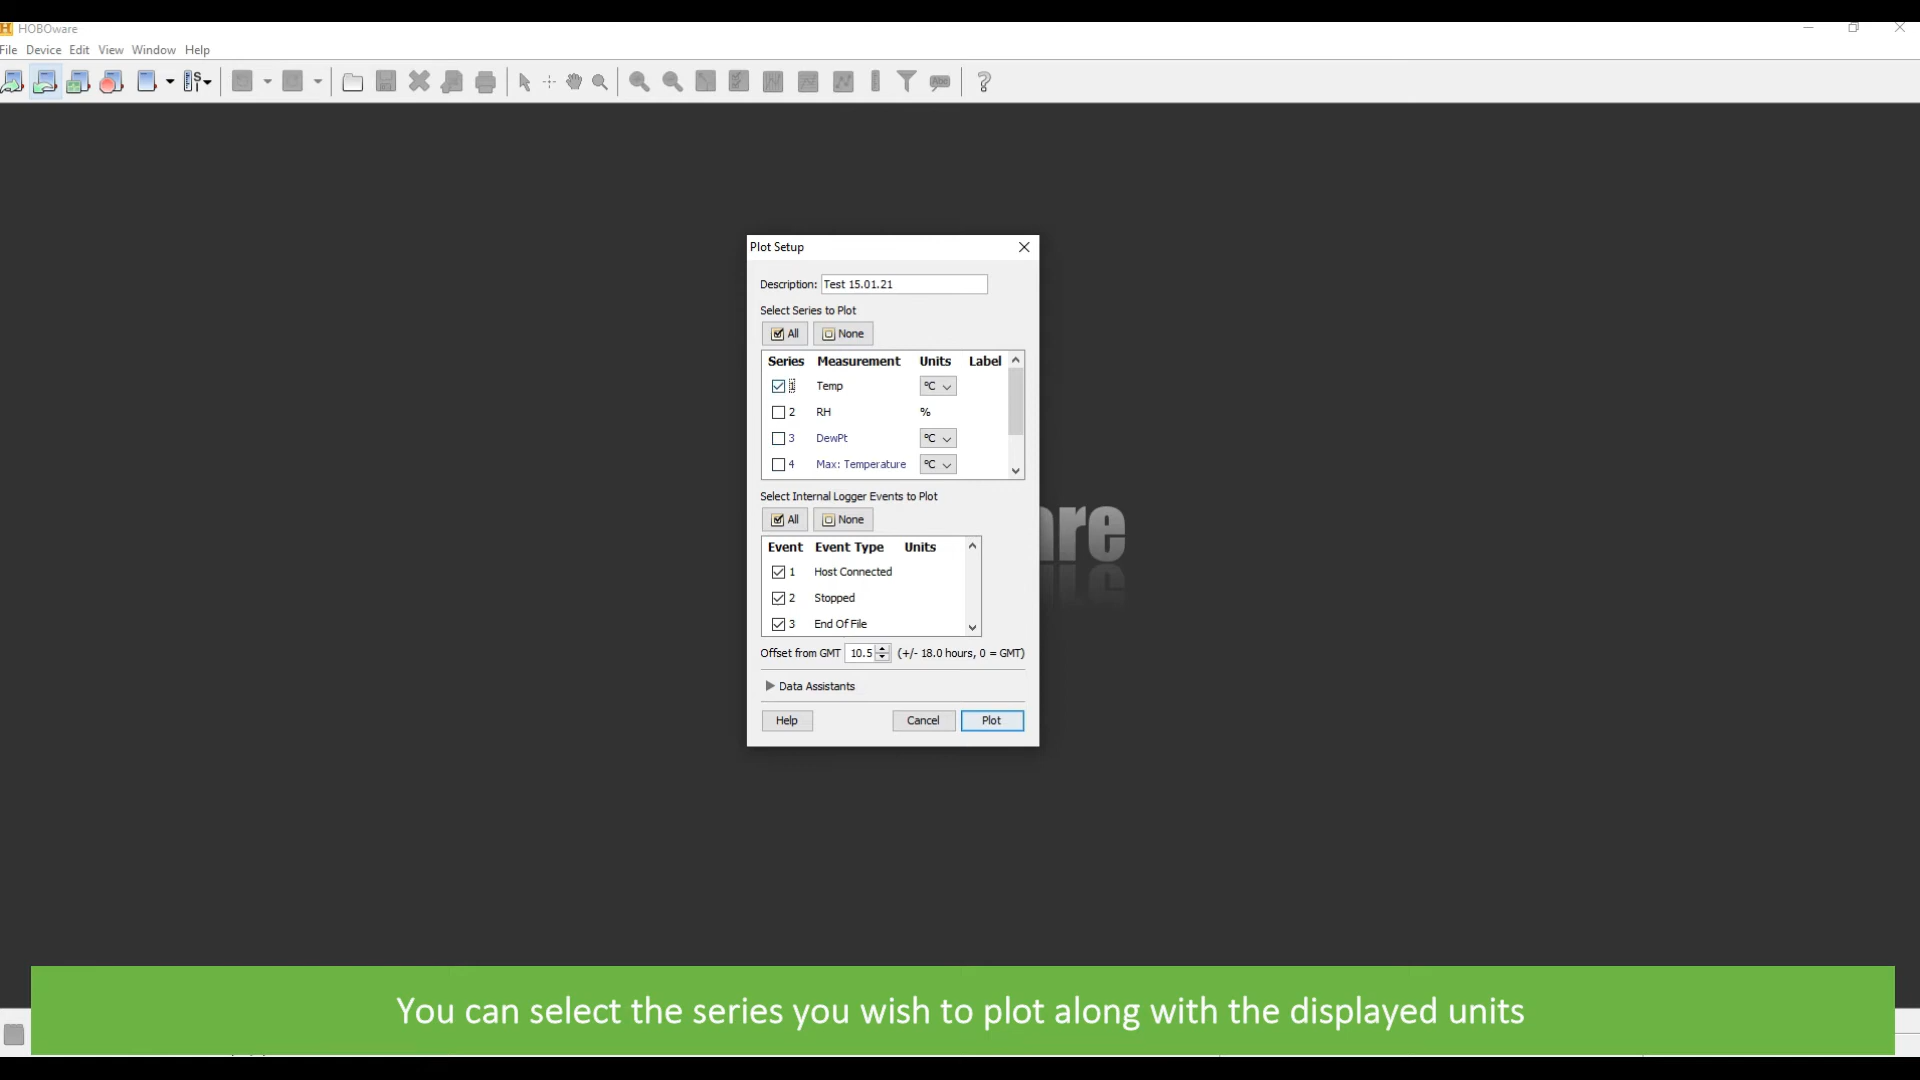 HOBOware
File Device Edit View Window Help
Plot Setup
Description: Test 15.01.21
Select Series to Plot
All None
Series Measurement Units Label
1 Temp °C
2 RH %
3 DewPt °C
4 Max: Temperature °C
Select Internal Logger Events to Plot
All None
Event Event Type Units
1 Host Connected
2 Stopped
3 End Of File
Offset from GMT 10.5 (+/- 18.0 hours, 0 = GMT)
Data Assistants
Help Cancel Plot
are
You can select the series you wish to plot along with the displayed units